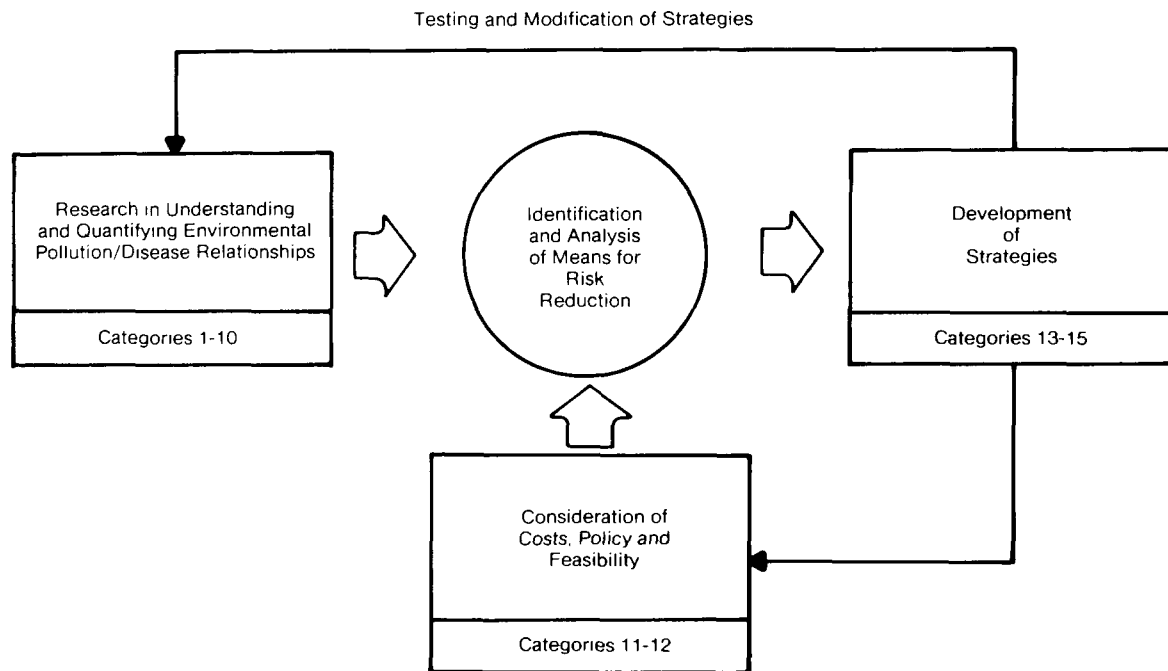 Testing and Modification of Strategies
Research in Understanding
and Quantifying Environmental
Pollution/Disease Relationships
Categories 1-10
Identification
and Analysis
of Means for
Risk
Reduction
Development
of
Strategies
Categories 13-15
Consideration of
Costs, Policy and
Feasibility
Categories 11-12